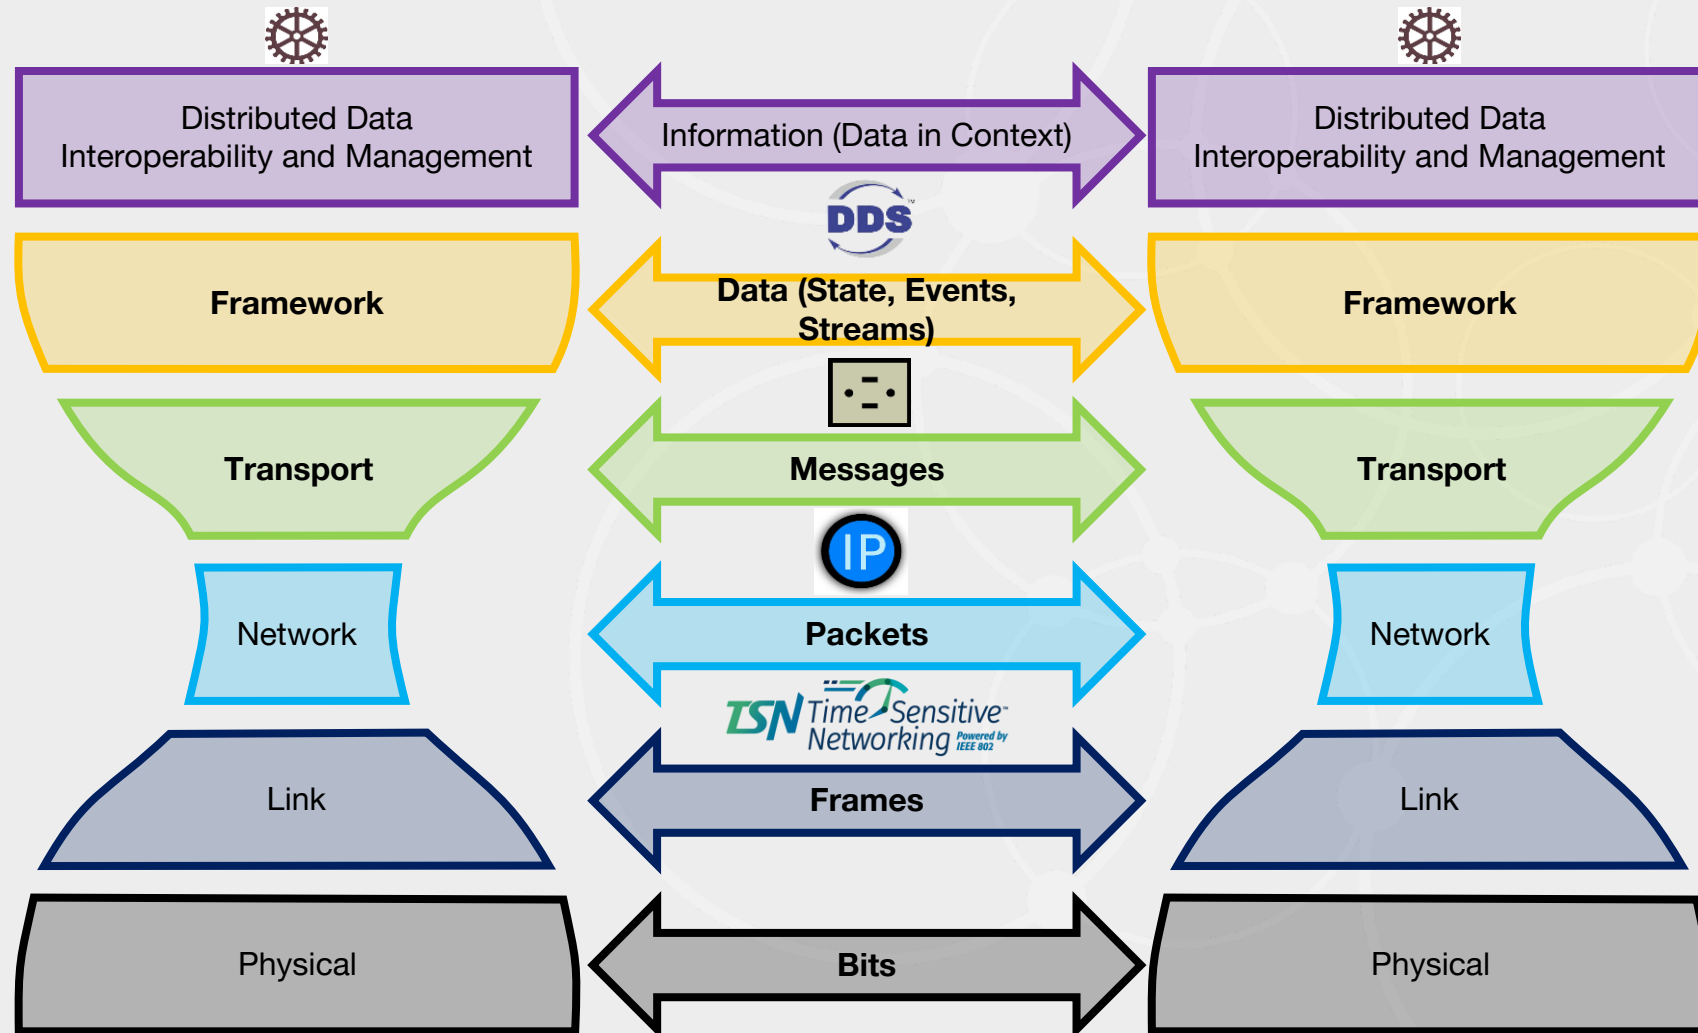 Distributed Data
Interoperability and Management
Information (Data in Context)
Distributed Data
Interoperability and Management
DDS™
Framework
Data (State, Events,
Streams)
Framework
Transport
Messages
Transport
IP
Network
Packets
Network
TSN Time Sensitive™
Networking Powered by
IEEE 802
Link
Frames
Link
Physical
Bits
Physical